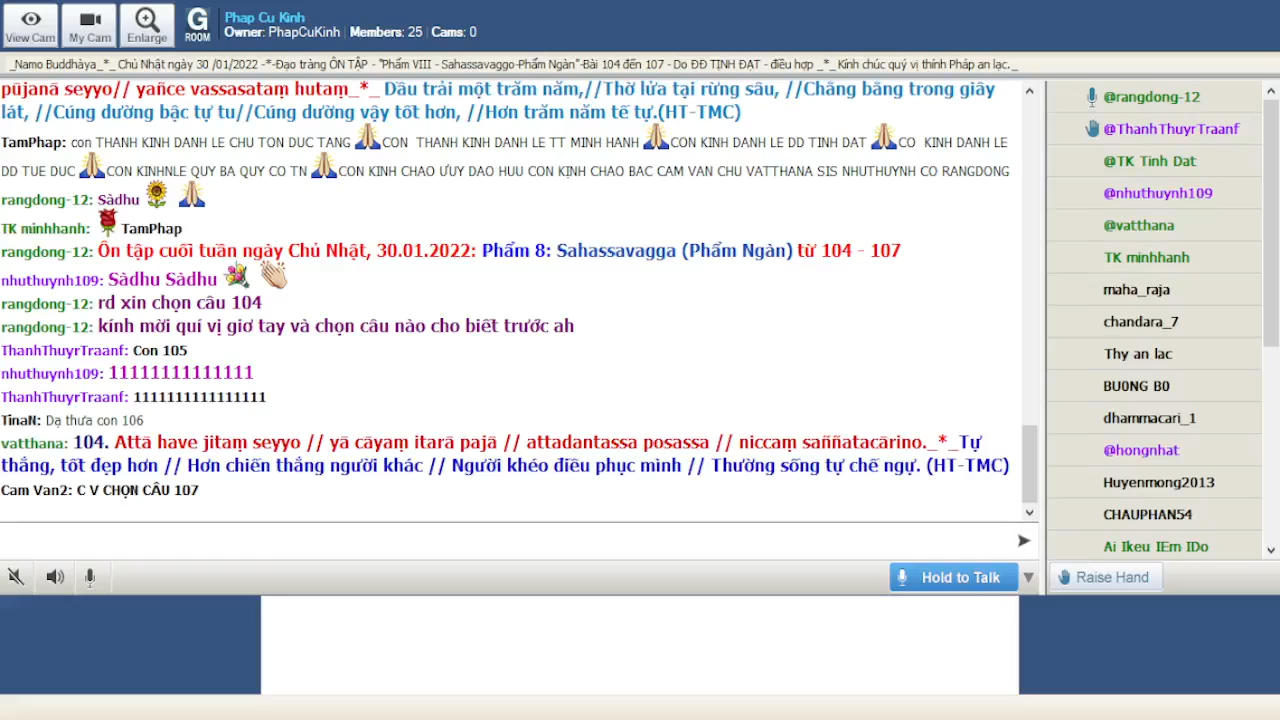 View Cam
My Cam
Enlarge
G
ROOM
Phap Cu Kinh
Owner: PhapCuKinh | Members: 25 | Cams: 0
_Namo Buddhàya_*_ Chủ Nhật ngày 30 /01/2022 -*-Đạo tràng ÔN TẬP - "Phẩm VIII - Sahassavaggo-Phẩm Ngàn"-Bài 104 đến 107 - Do ĐĐ TỊNH ĐẠT - điều hợp _*_Kính chúc quý vị thính Pháp an lạc._
pūjanā seyyo// yañce vassasataṃ hutaṃ_*_ Dầu trải một trăm năm,//Thờ lửa tại rừng sâu, //Chẳng bằng trong giây
lát, //Cúng dường bậc tự tu//Cúng dường vậy tốt hơn, //Hơn trăm năm tế tự.(HT-TMC)
TamPhap: con THANH KINH DANH LE CHU TON DUC TANG 🙏CON THANH KINH DANH LE TT MINH HANH 🙏CON KINH DANH LE DD TINH DAT 🙏CO KINH DANH LE
DD TUE DUC 🙏CON KINHNLE QUY BA QUY CO TN 🙏CON KINH CHAO ƯUY DAO HUU CON KỊNH CHAO BAC CAM VAN CHU VATTHANA SIS NHUTHUYNH CO RANGDONG
rangdong-12: Sàdhu 🌻 🙏
TK minhhanh: 🌹 TamPhap
rangdong-12: Ôn tập cuối tuần ngày Chủ Nhật, 30.01.2022: Phẩm 8: Sahassavagga (Phẩm Ngàn) từ 104 - 107
nhuthuynh109: Sàdhu Sàdhu 💐 👏
rangdong-12: rd xin chọn câu 104
rangdong-12: kính mời quí vị giơ tay và chọn câu nào cho biết trước ah
ThanhThuyrTraanf: Con 105
nhuthuynh109: 11111111111111
ThanhThuyrTraanf: 1111111111111111
TinaN: Dạ thưa con 106
vatthana: 104. Attā have jitaṃ seyyo // yā cāyaṃ itarā pajā // attadantassa posassa // niccaṃ saññatacārino._*_Tự
thắng, tốt đẹp hơn // Hơn chiến thắng người khác // Người khéo điều phục mình // Thường sống tự chế ngự. (HT-TMC)
Cam Van2: C V CHỌN CÂU 107
Hold to Talk
@rangdong-12
@ThanhThuyrTraanf
@TK Tinh Dat
@nhuthuynh109
@vatthana
TK minhhanh
maha_raja
chandara_7
Thy an lac
BU0NG B0
dhammacari_1
@hongnhat
Huyenmong2013
CHAUPHAN54
Ai Ikeu IEm IDo
Raise Hand